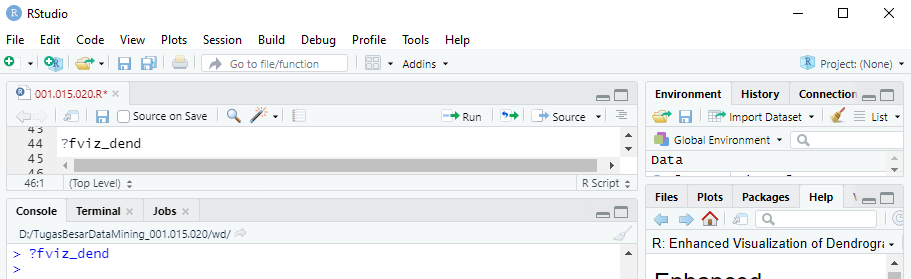 RStudio
File Edit Code View Plots Session Build Debug Profile Tools Help
Go to file/function Addins Project: (None)
001.015.020.R*
Source on Save Run Source
43
44 ?fviz_dend
45
46:1 (Top Level) R Script
Console Terminal Jobs
D:/TugasBesarDataMining_001.015.020/wd/
> ?fviz_dend
>
Environment History Connection
Import Dataset List
Global Environment
Data
Files Plots Packages Help
R: Enhanced Visualization of Dendrogra
Enhanced